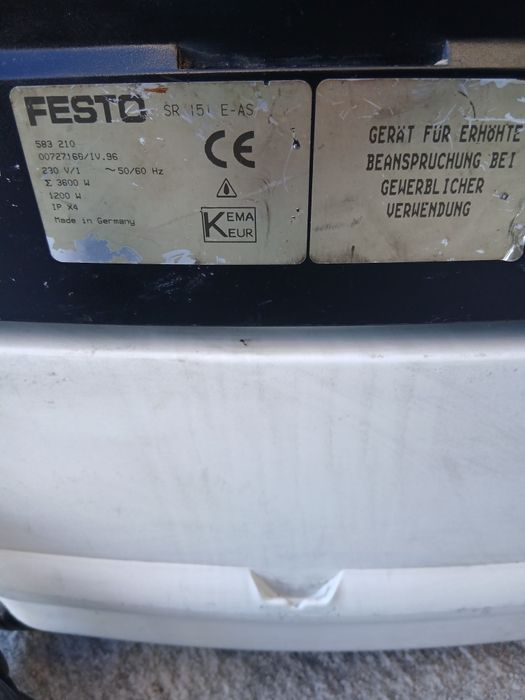 FESTO SR 151 E-AS
583 210
00727168/IV.96
230 V/1 ~50/60 Hz
Σ 3600 W
1200 W
IP X4
Made in Germany
CE
KEMA
KEUR
GERÄT FÜR ERHÖHTE
BEANSPRUCHUNG BEI
GEWERBLICHER
VERWENDUNG